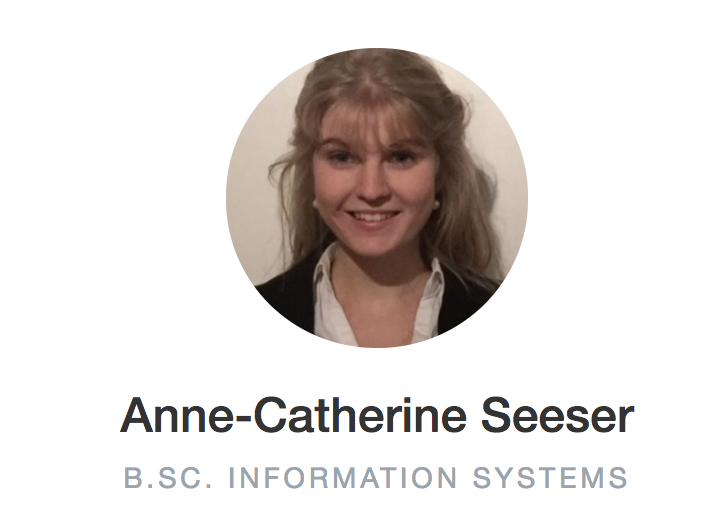 Anne-Catherine Seeser
B.SC. INFORMATION SYSTEMS